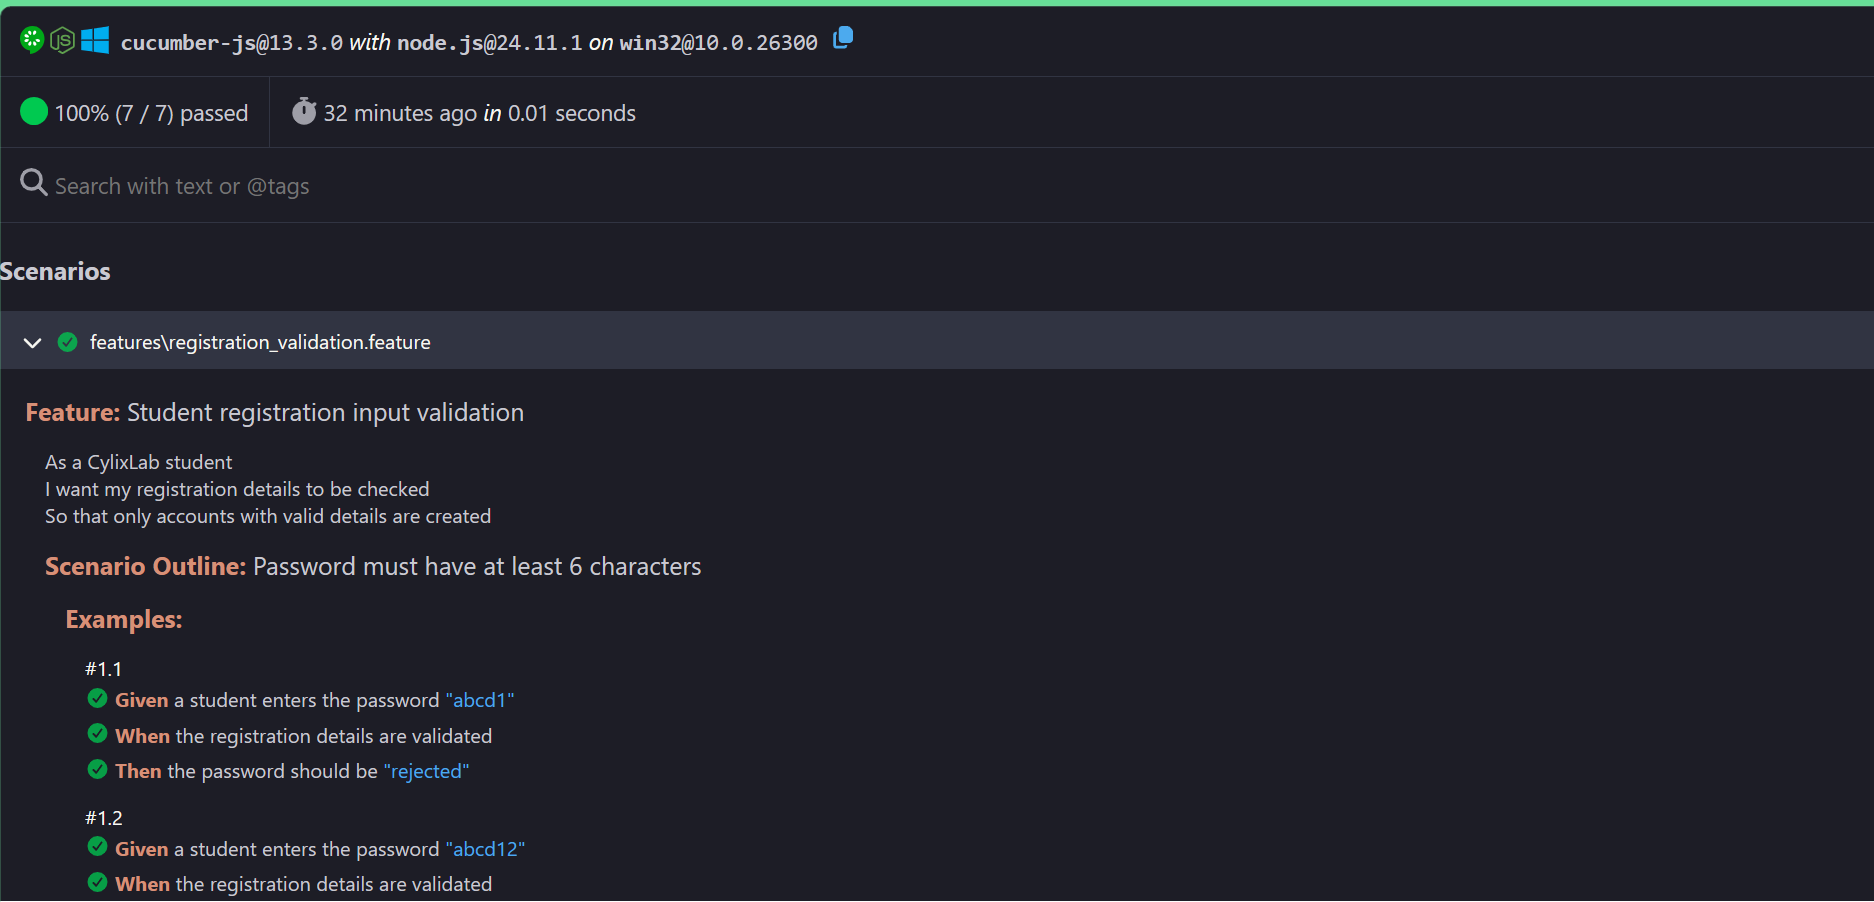 cucumber-js@13.3.0 with node.js@24.11.1 on win32@10.0.26300
100% (7 / 7) passed
32 minutes ago in 0.01 seconds
Search with text or @tags
Scenarios
features\registration_validation.feature
Feature: Student registration input validation
As a CylixLab student
I want my registration details to be checked
So that only accounts with valid details are created
Scenario Outline: Password must have at least 6 characters
Examples:
#1.1
Given a student enters the password "abcd1"
When the registration details are validated
Then the password should be "rejected"
#1.2
Given a student enters the password "abcd12"
When the registration details are validated